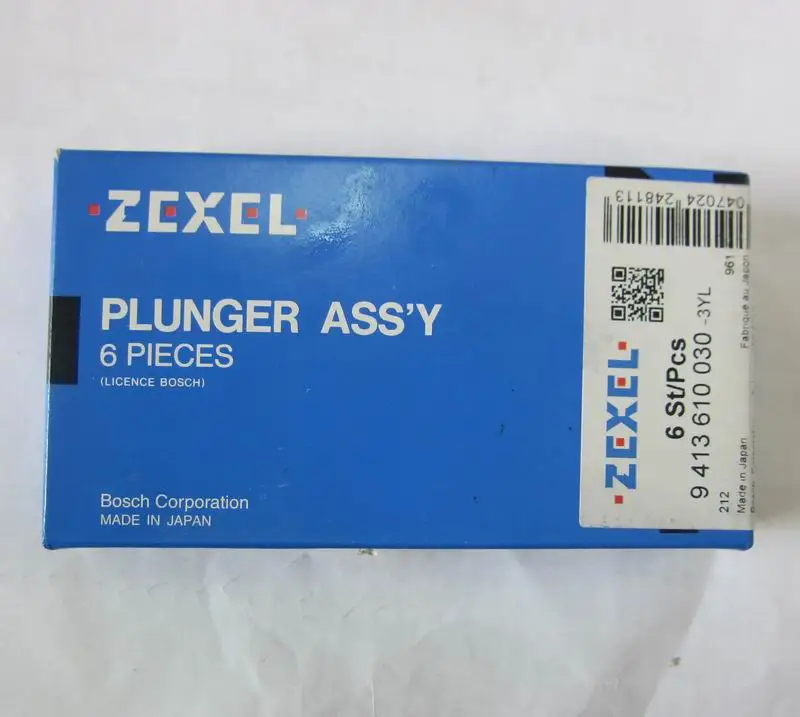 ZEXEL
PLUNGER ASS'Y
6 PIECES
(LICENCE BOSCH)
Bosch Corporation
MADE IN JAPAN
047024 248113
961
ZEXEL
6 St/Pcs
9 413 610 030 -3YL
212
Made in Japan
Fabriqué au Japon